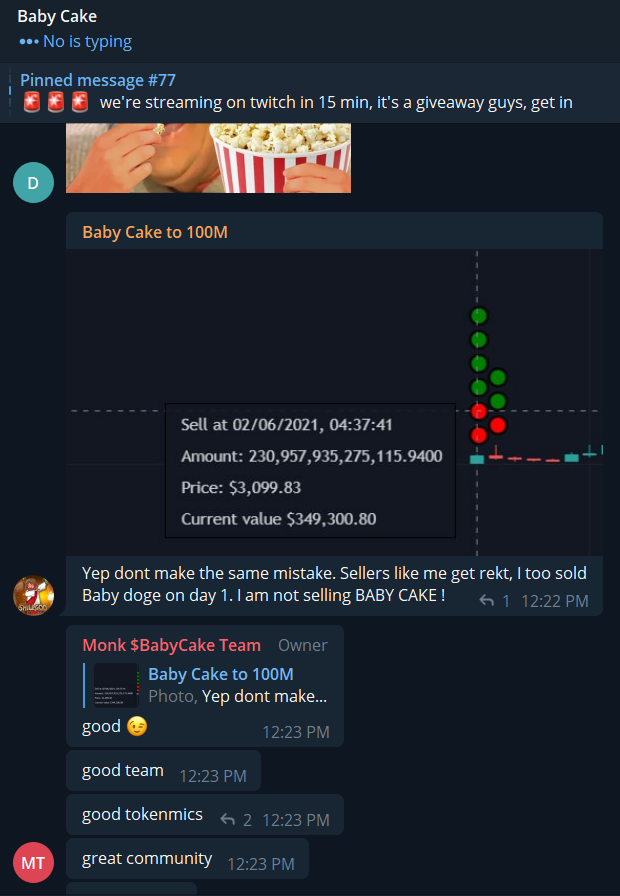 Baby Cake
No is typing
Pinned message #77
🚨 🚨 🚨 we're streaming on twitch in 15 min, it's a giveaway guys, get in
D
Baby Cake to 100M
Sell at 02/06/2021, 04:37:41
Amount: 230,957,935,275,115.9400
Price: $3,099.83
Current value $349,300.80
Yep dont make the same mistake. Sellers like me get rekt, I too sold
Baby doge on day 1. I am not selling BABY CAKE !
1 12:22 PM
Monk $BabyCake Team Owner
Baby Cake to 100M
Photo, Yep dont make...
good 😉 12:23 PM
good team 12:23 PM
good tokenmics 2 12:23 PM
MT
great community 12:23 PM